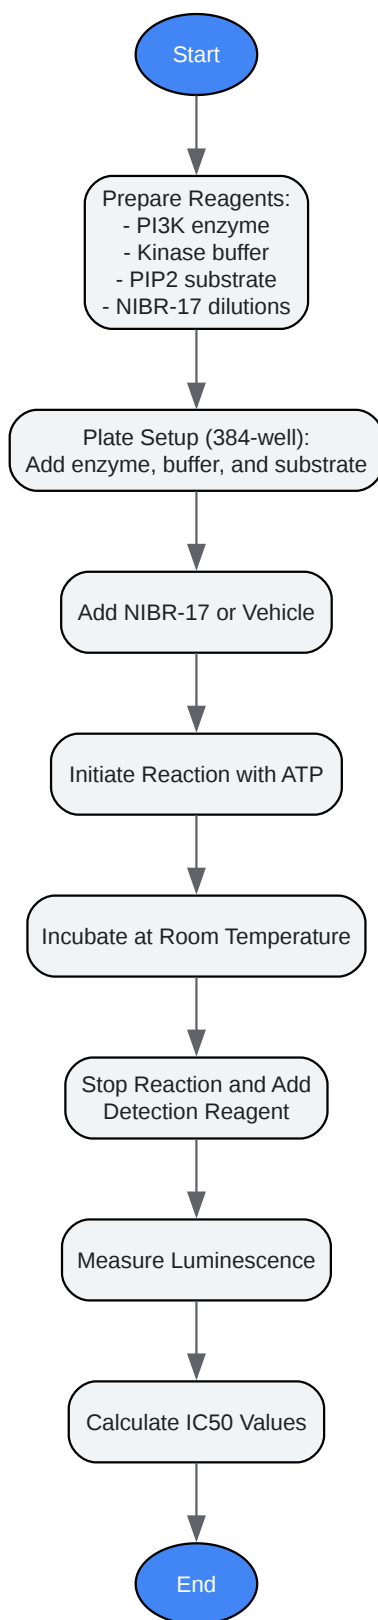 Start
Prepare Reagents:
- PI3K enzyme
- Kinase buffer
- PIP2 substrate
- NIBR-17 dilutions
Plate Setup (384-well):
Add enzyme, buffer, and substrate
Add NIBR-17 or Vehicle
Initiate Reaction with ATP
Incubate at Room Temperature
Stop Reaction and Add
Detection Reagent
Measure Luminescence
Calculate IC50 Values
End